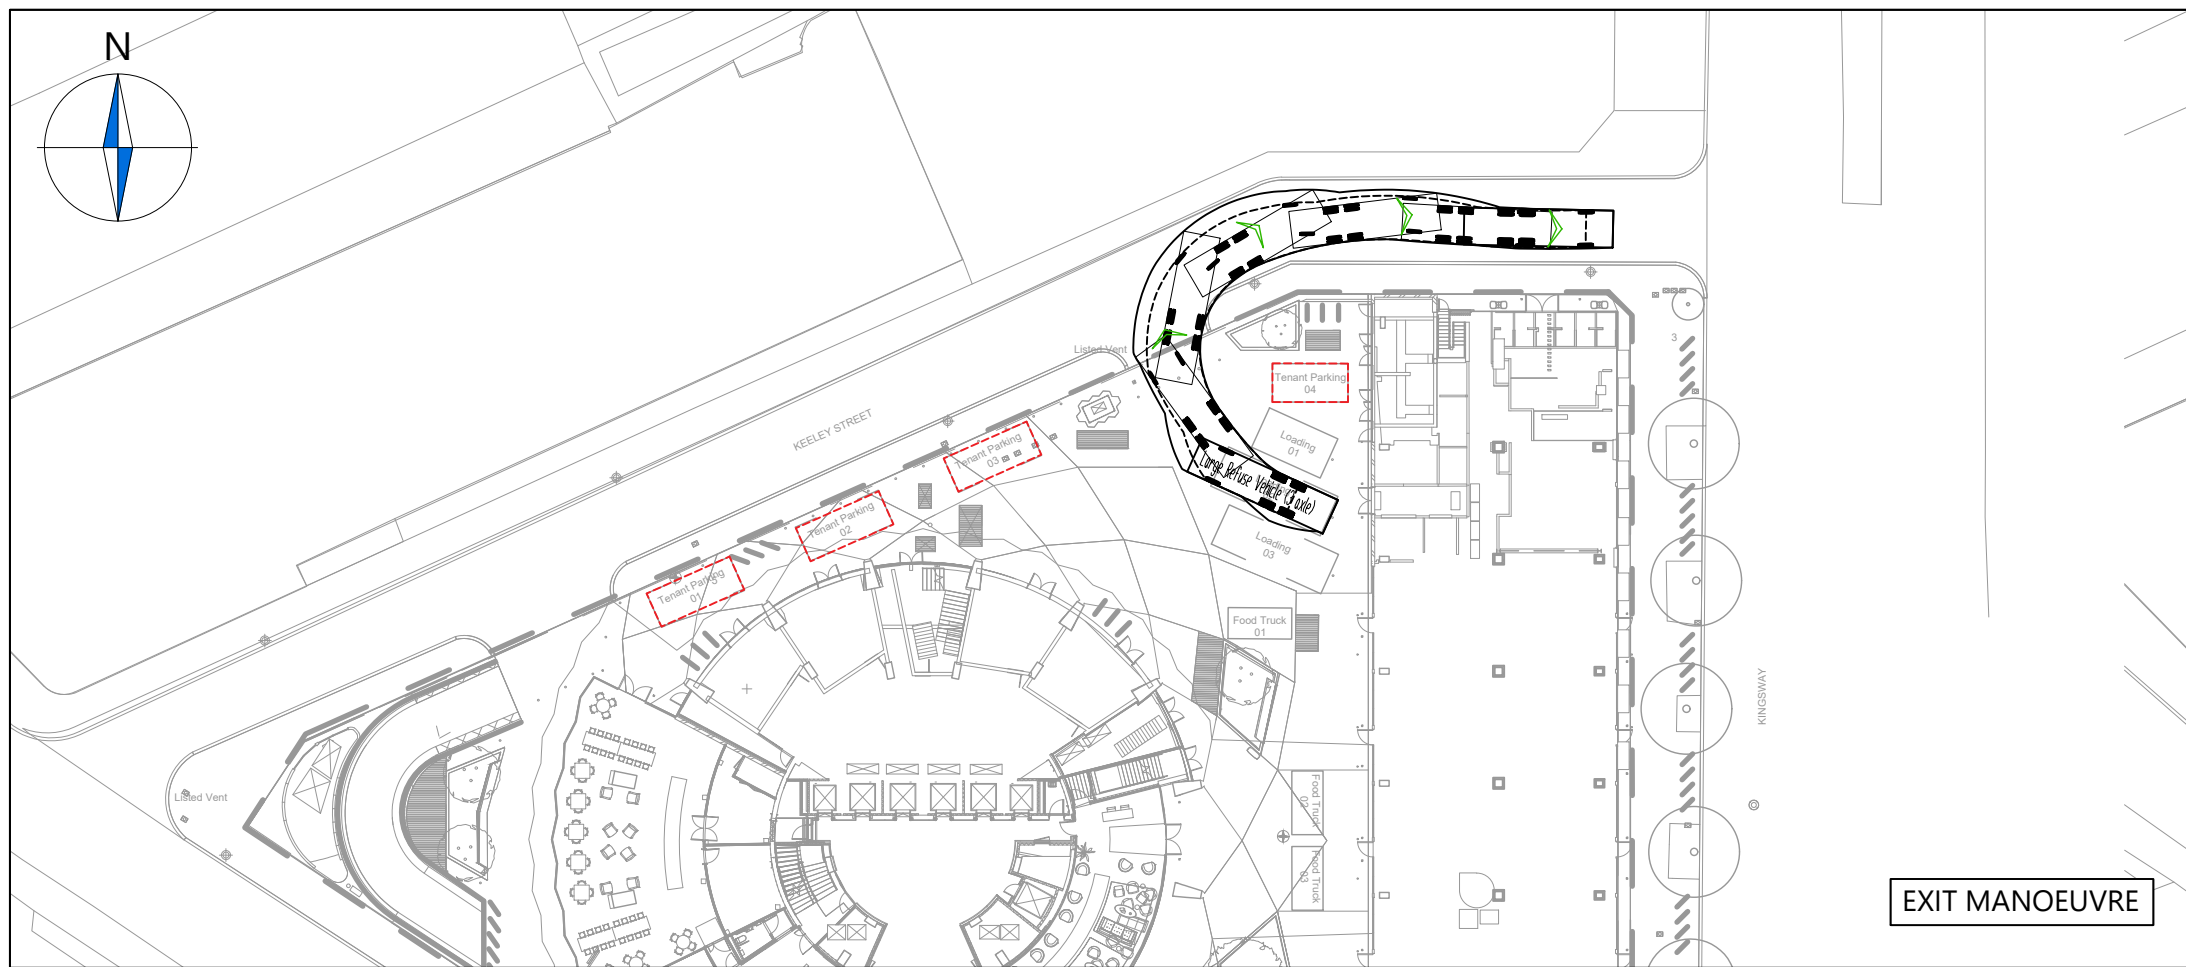 N
Listed Vent
KEELEY STREET
Tenant Parking
04
Loading
01
Tenant Parking
03
Large Refuse Vehicle (3 axle)
Tenant Parking
02
Loading
03
Tenant Parking
01
5
3
Food Truck
01
KINGSWAY
Listed Vent
Food Truck
02
Food Truck
03
EXIT MANOEUVRE